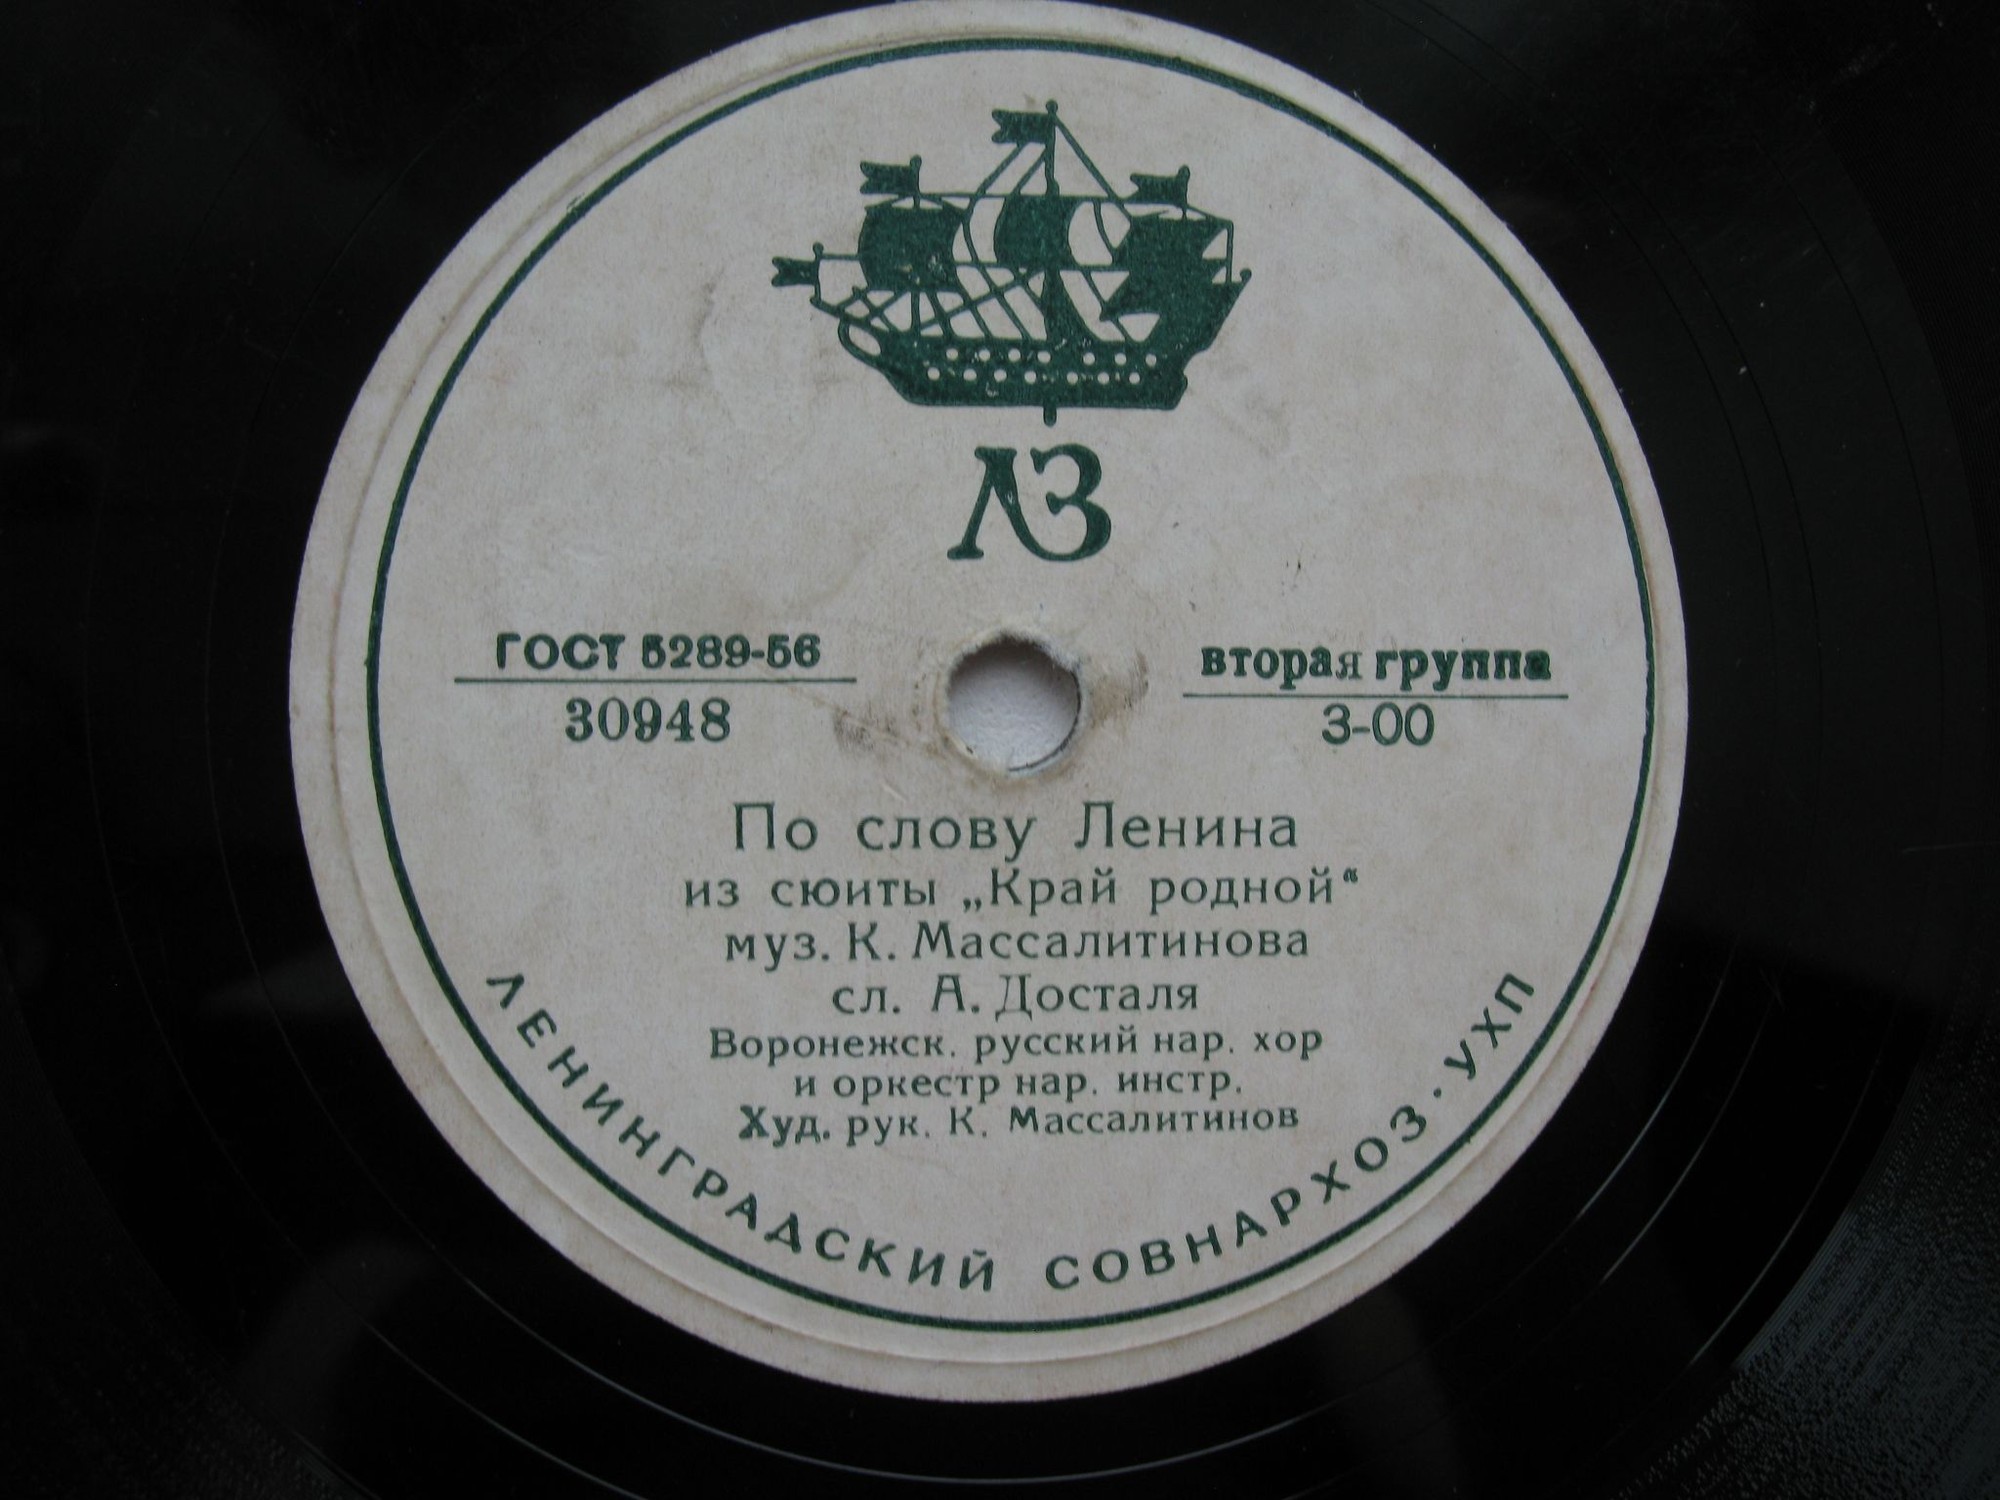 ЛЗ
ГОСТ 5289-56
30948
вторая группа
3-00
По слову Ленина
из сюиты „Край родной“
муз. К. Массалитинова
сл. А. Досталя
Воронежск. русский нар. хор
и оркестр нар. инстр.
Худ. рук. К. Массалитинов
ЛЕНИНГРАДСКИЙ СОВНАРХОЗ · УХП